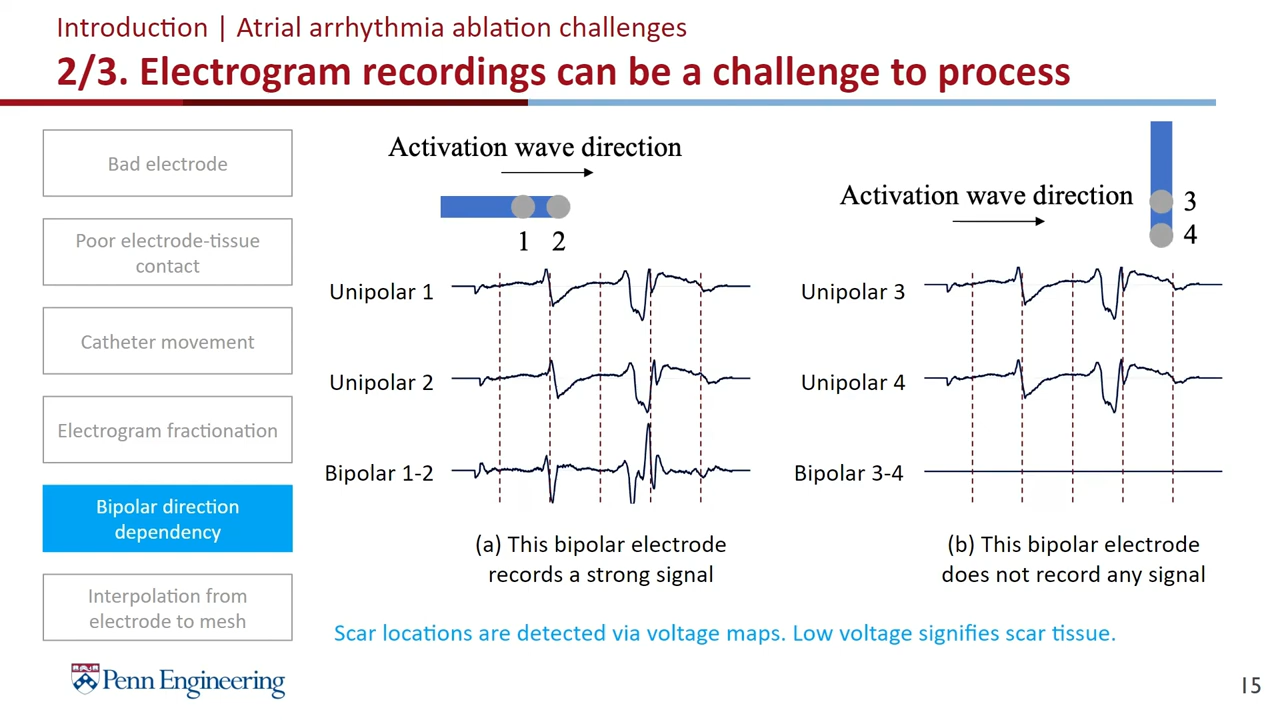 Introduction | Atrial arrhythmia ablation challenges
2/3. Electrogram recordings can be a challenge to process
Bad electrode
Poor electrode-tissue
contact
Catheter movement
Electrogram fractionation
Bipolar direction
dependency
Interpolation from
electrode to mesh
Activation wave direction
1 2
Unipolar 1
Unipolar 2
Bipolar 1-2
(a) This bipolar electrode
records a strong signal
Activation wave direction
3
4
Unipolar 3
Unipolar 4
Bipolar 3-4
(b) This bipolar electrode
does not record any signal
Scar locations are detected via voltage maps. Low voltage signifies scar tissue.
Penn Engineering
15